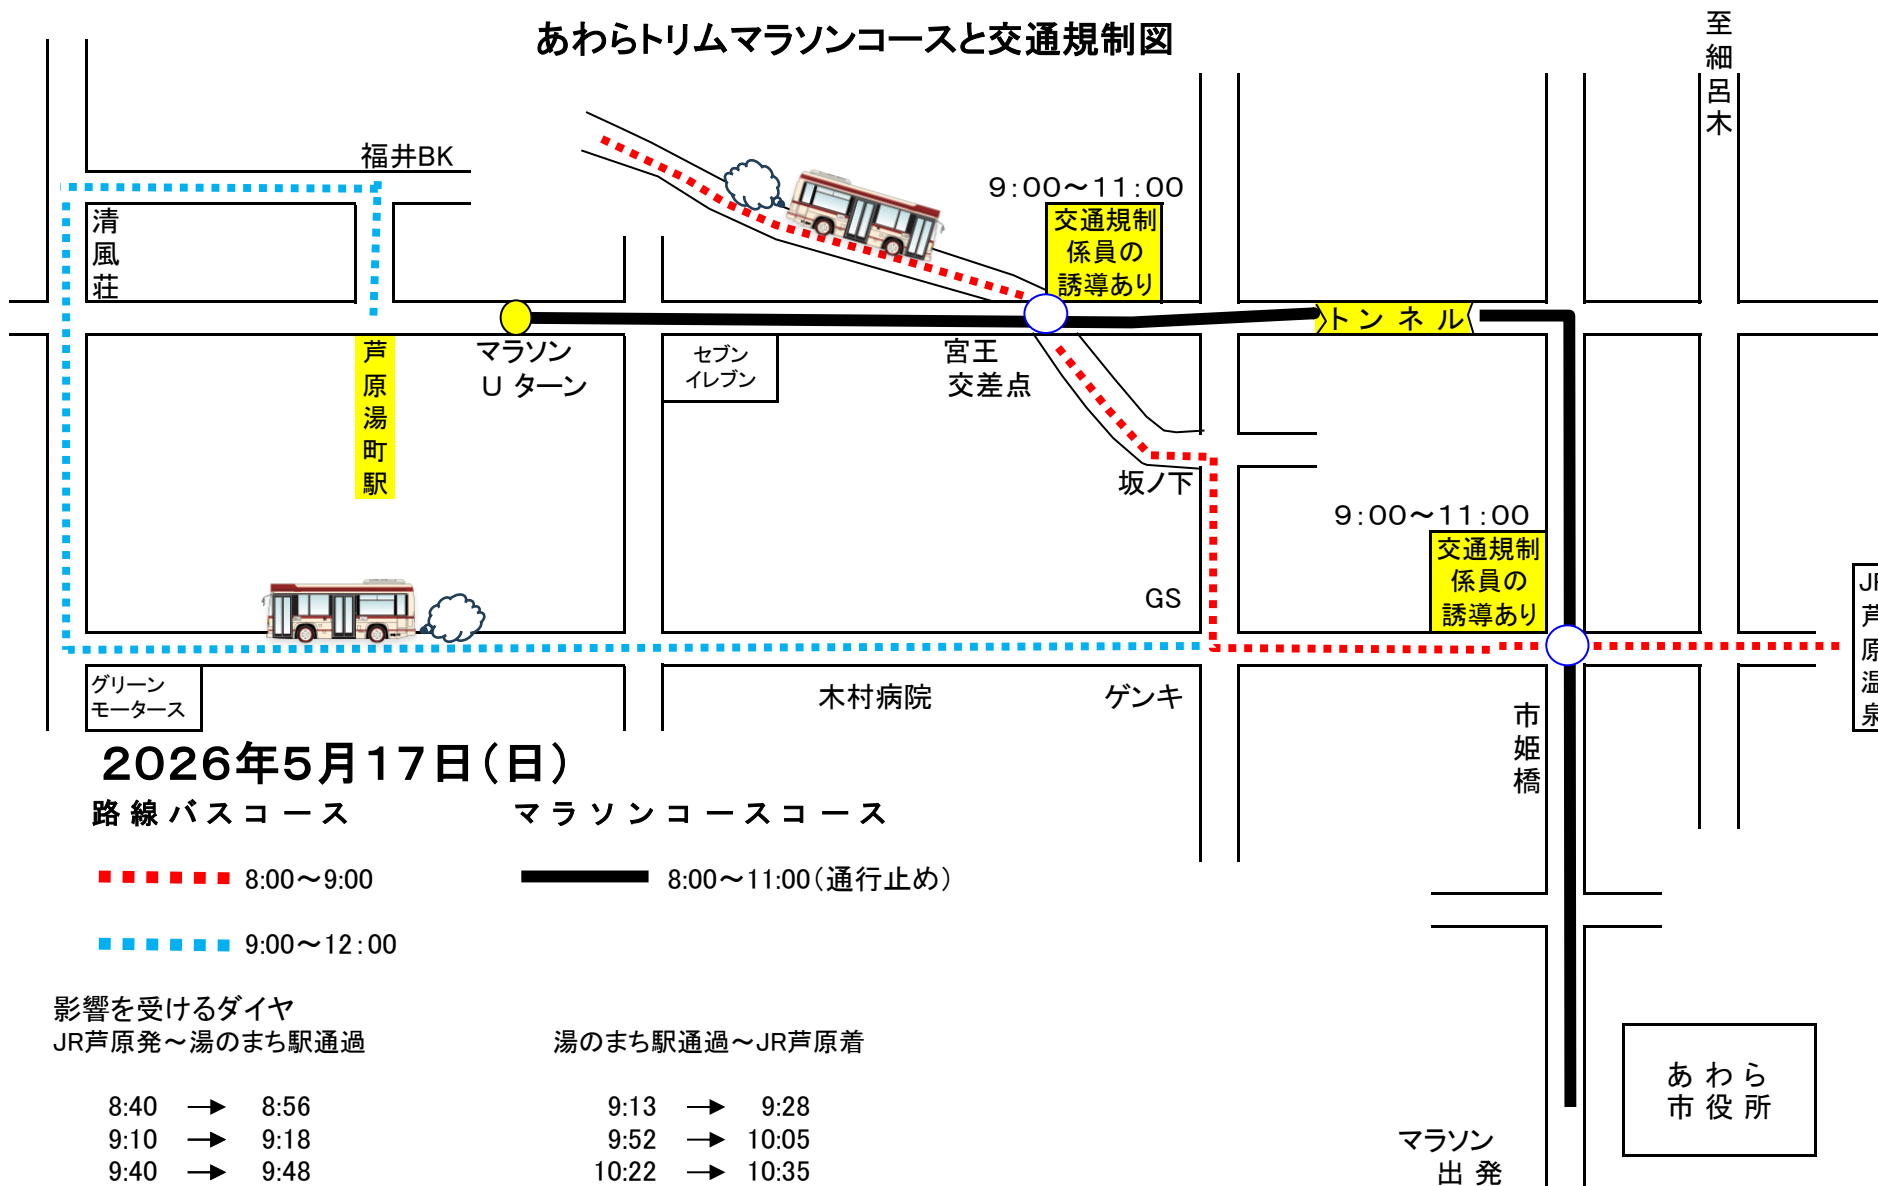 あわらトリムマラソンコースと交通規制図
至細呂木
福井BK
9:00～11:00
交通規制
係員の
誘導あり
清風荘
トンネル
芦原湯町駅
マラソン
U ターン
セブン
イレブン
宮王
交差点
坂ノ下
9:00～11:00
交通規制
係員の
誘導あり
GS
JR
芦原温泉
グリーン
モータース
木村病院
ゲンキ
市姫橋
2026年5月17日(日)
路線バスコース
マラソンコースコース
8:00～9:00
8:00～11:00(通行止め)
9:00～12:00
影響を受けるダイヤ
JR芦原発～湯のまち駅通過
湯のまち駅通過～JR芦原着
8:40 → 8:56
9:13 → 9:28
9:10 → 9:18
9:52 → 10:05
9:40 → 9:48
10:22 → 10:35
あわら
市役所
マラソン
出発